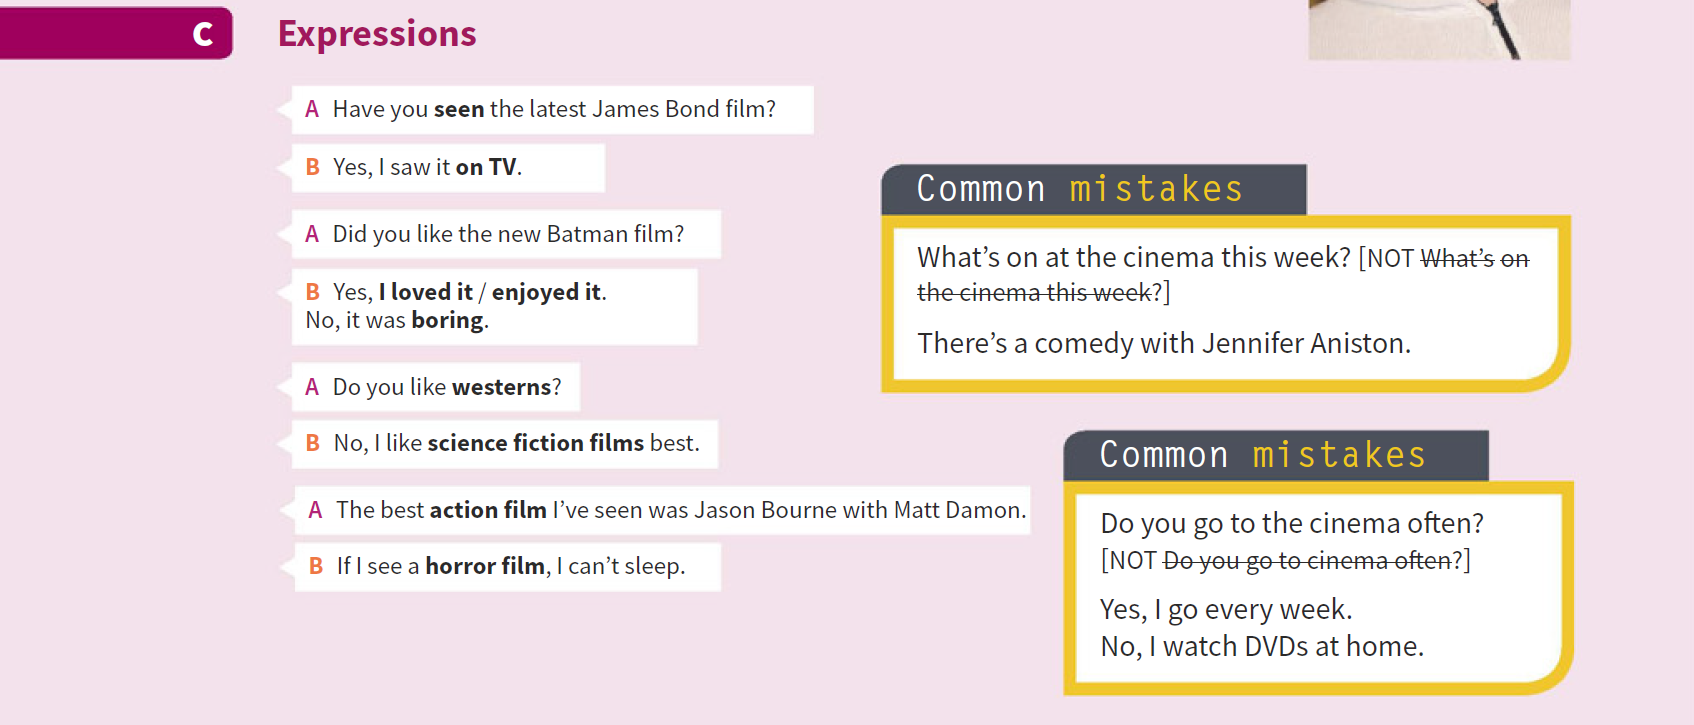 C Expressions
A Have you seen the latest James Bond film?
B Yes, I saw it on TV.
A Did you like the new Batman film?
B Yes, I loved it / enjoyed it.
No, it was boring.
A Do you like westerns?
B No, I like science fiction films best.
A The best action film I've seen was Jason Bourne with Matt Damon.
B If I see a horror film, I can't sleep.
Common mistakes
What's on at the cinema this week? [NOT What's on
the cinema this week?]
There's a comedy with Jennifer Aniston.
Common mistakes
Do you go to the cinema often?
[NOT Do you go to cinema often?]
Yes, I go every week.
No, I watch DVDs at home.